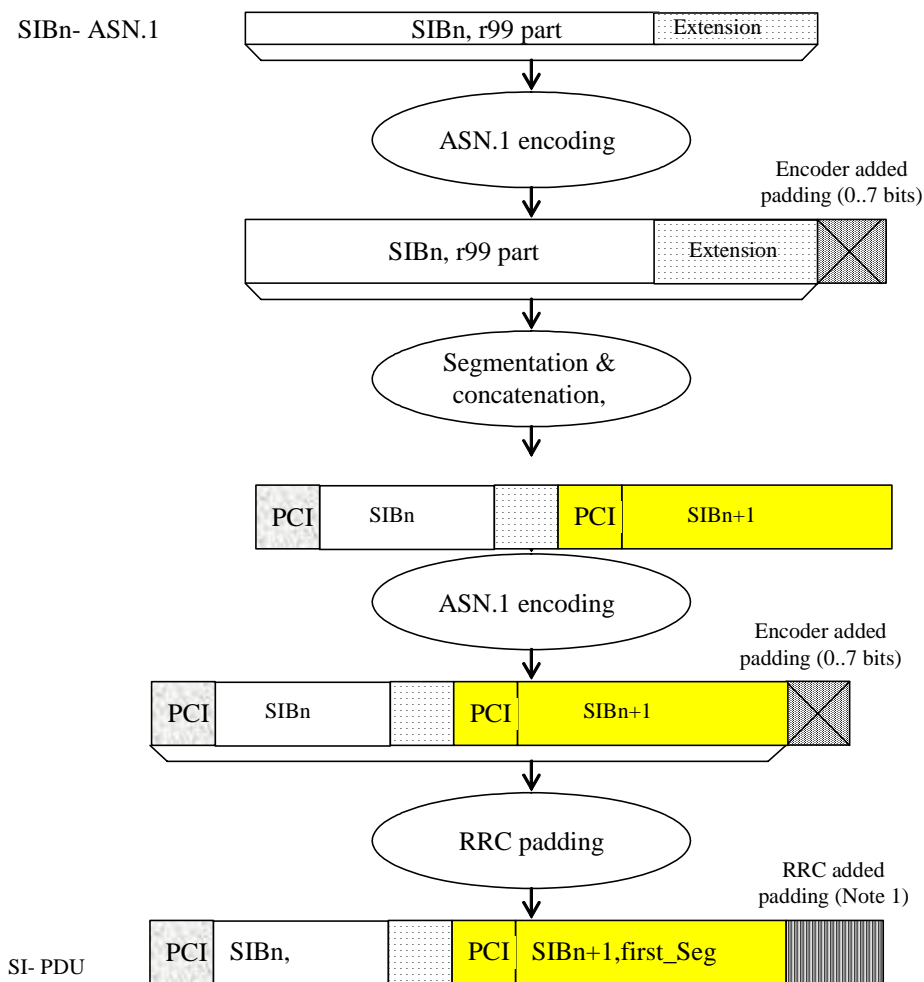 SIBn- ASN.1
SIBn, r99 part Extension
ASN.1 encoding
Encoder added
padding (0..7 bits)
SIBn, r99 part Extension
Segmentation &
concatenation,
PCI SIBn PCI SIBn+1
ASN.1 encoding
Encoder added
padding (0..7 bits)
PCI SIBn PCI SIBn+1
RRC padding
RRC added
padding (Note 1)
SI- PDU PCI SIBn, PCI SIBn+1,first_Seg